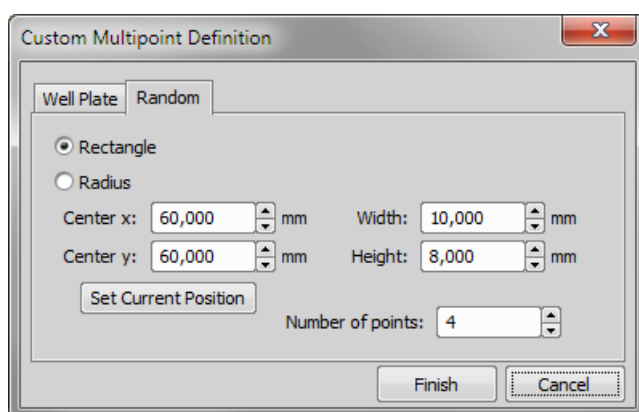 Custom Multipoint Definition
Well Plate Random
Rectangle
Radius
Center x: 60,000 mm Width: 10,000 mm
Center y: 60,000 mm Height: 8,000 mm
Set Current Position
Number of points: 4
Finish Cancel